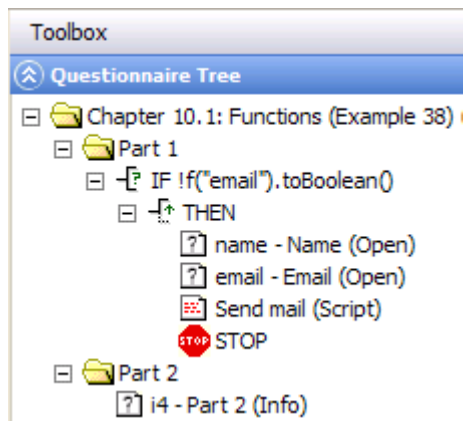 Toolbox
Questionnaire Tree
Chapter 10.1: Functions (Example 38)
Part 1
IF !f("email").toBoolean()
THEN
name - Name (Open)
email - Email (Open)
Send mail (Script)
STOP STOP
Part 2
i4 - Part 2 (Info)